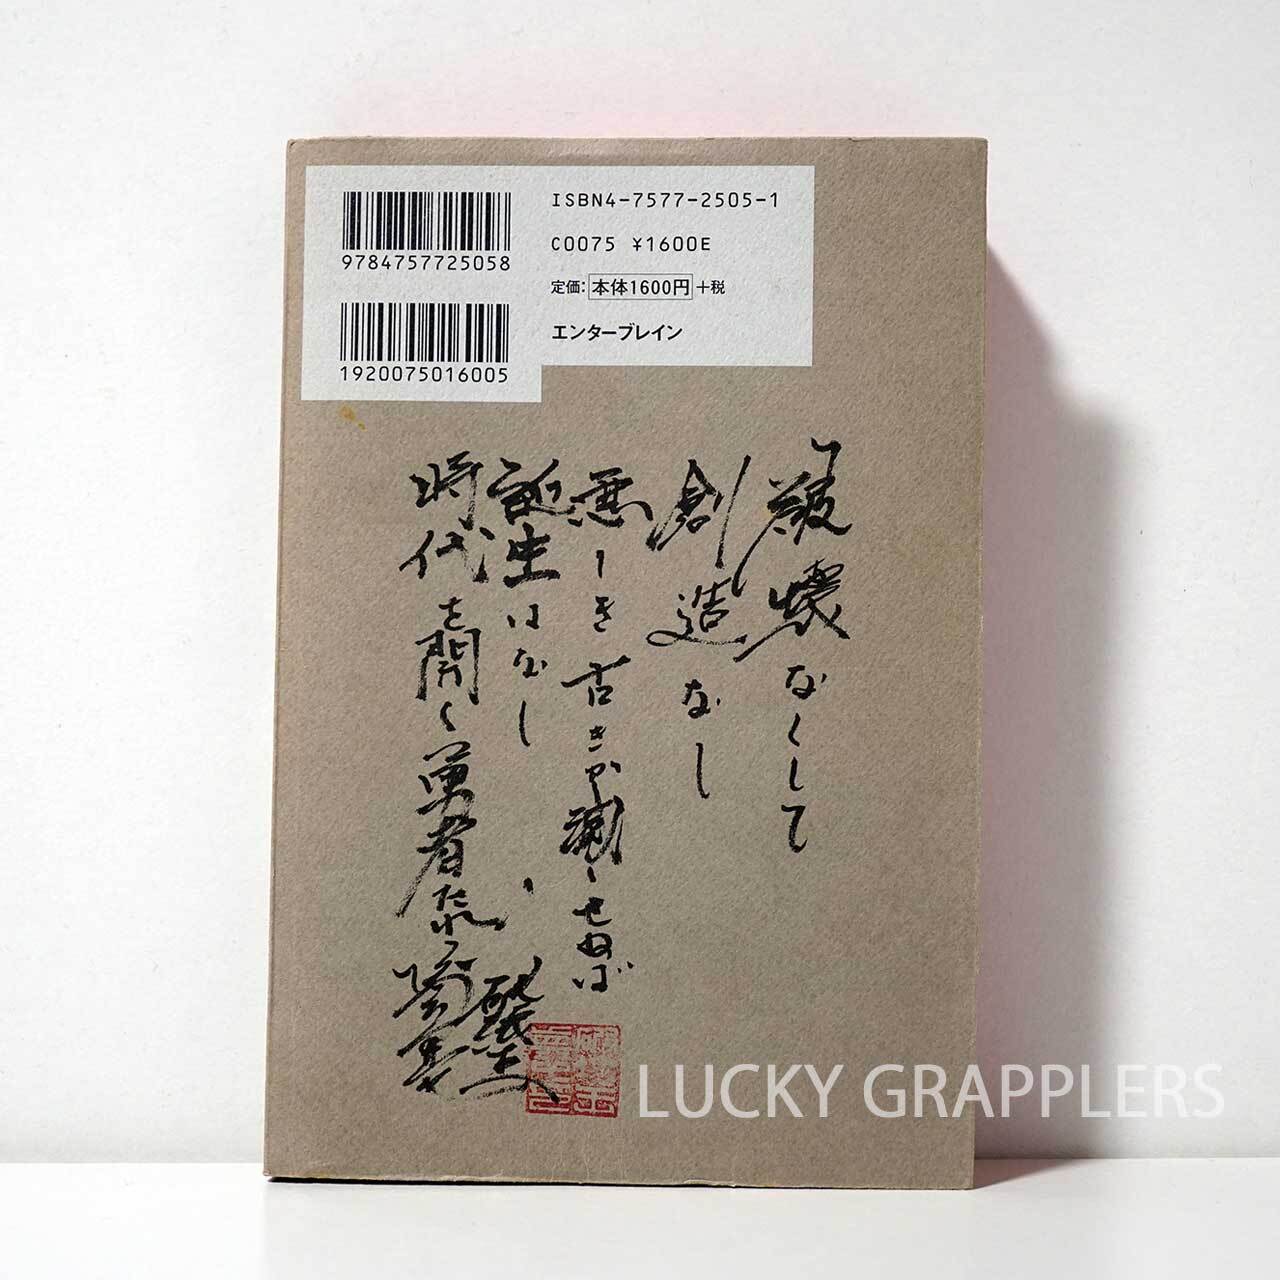 9784757725058
1920075016005
ISBN4-7577-2505-1
C0075 ¥1600E
定価: 本体1600円+税
エンターブレイン
「破壊なくして
創造なし
悪しき古きが滅せねば
誕生はなし、
時代を開く勇者たれ
LUCKY GRAPPLERS